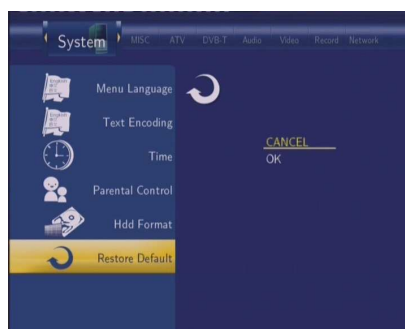 System MISC ATV DVB-T Audio Video Record Network
Menu Language
Text Encoding
Time
Parental Control
Hdd Format
Restore Default
CANCEL
OK